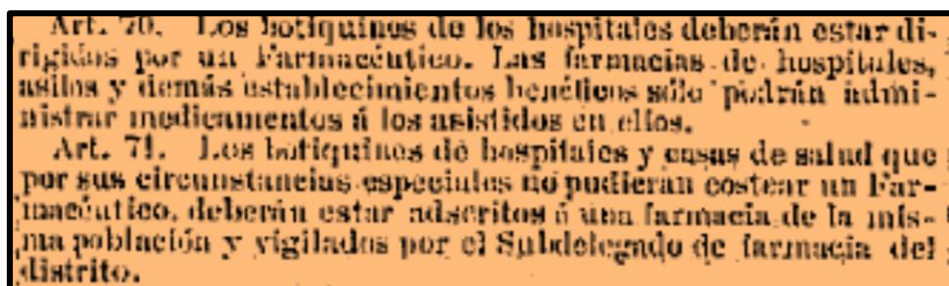 Art. 70. Los botiquines de los hospitales deberán estar di-
rigidos por un Farmacéutico. Las farmacias de hospitales,
asilos y demás establecimientos benéficos sólo podrán admi-
nistrar medicamentos á los asistidos en ellos.
Art. 71. Los botiquines de hospitales y casas de salud que
por sus circunstancias especiales no pudieran costear un Far-
macéutico, deberán estar adscritos á una farmacia de la mis-
ma población y vigilados por el Subdelegado de farmacia del
distrito.